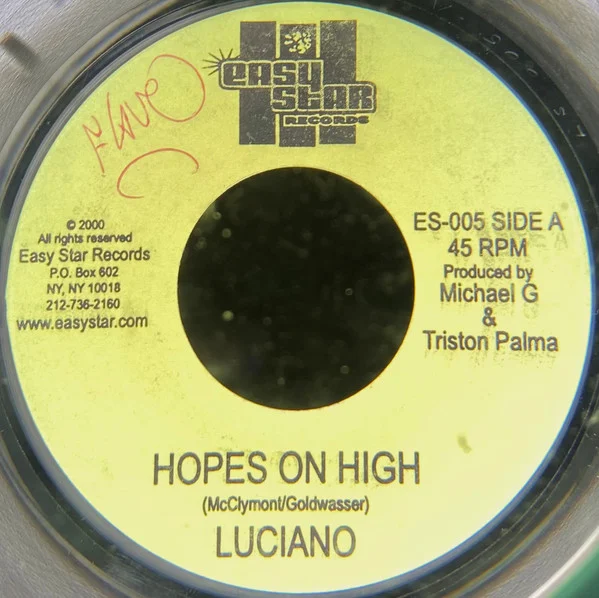 EASY
STAR
RECORDS
© 2000
All rights reserved
Easy Star Records
P.O. Box 602
NY, NY 10018
212-736-2160
www.easystar.com
ES-005 SIDE A
45 RPM
Produced by
Michael G
&
Triston Palma
HOPES ON HIGH
(McClymont/Goldwasser)
LUCIANO